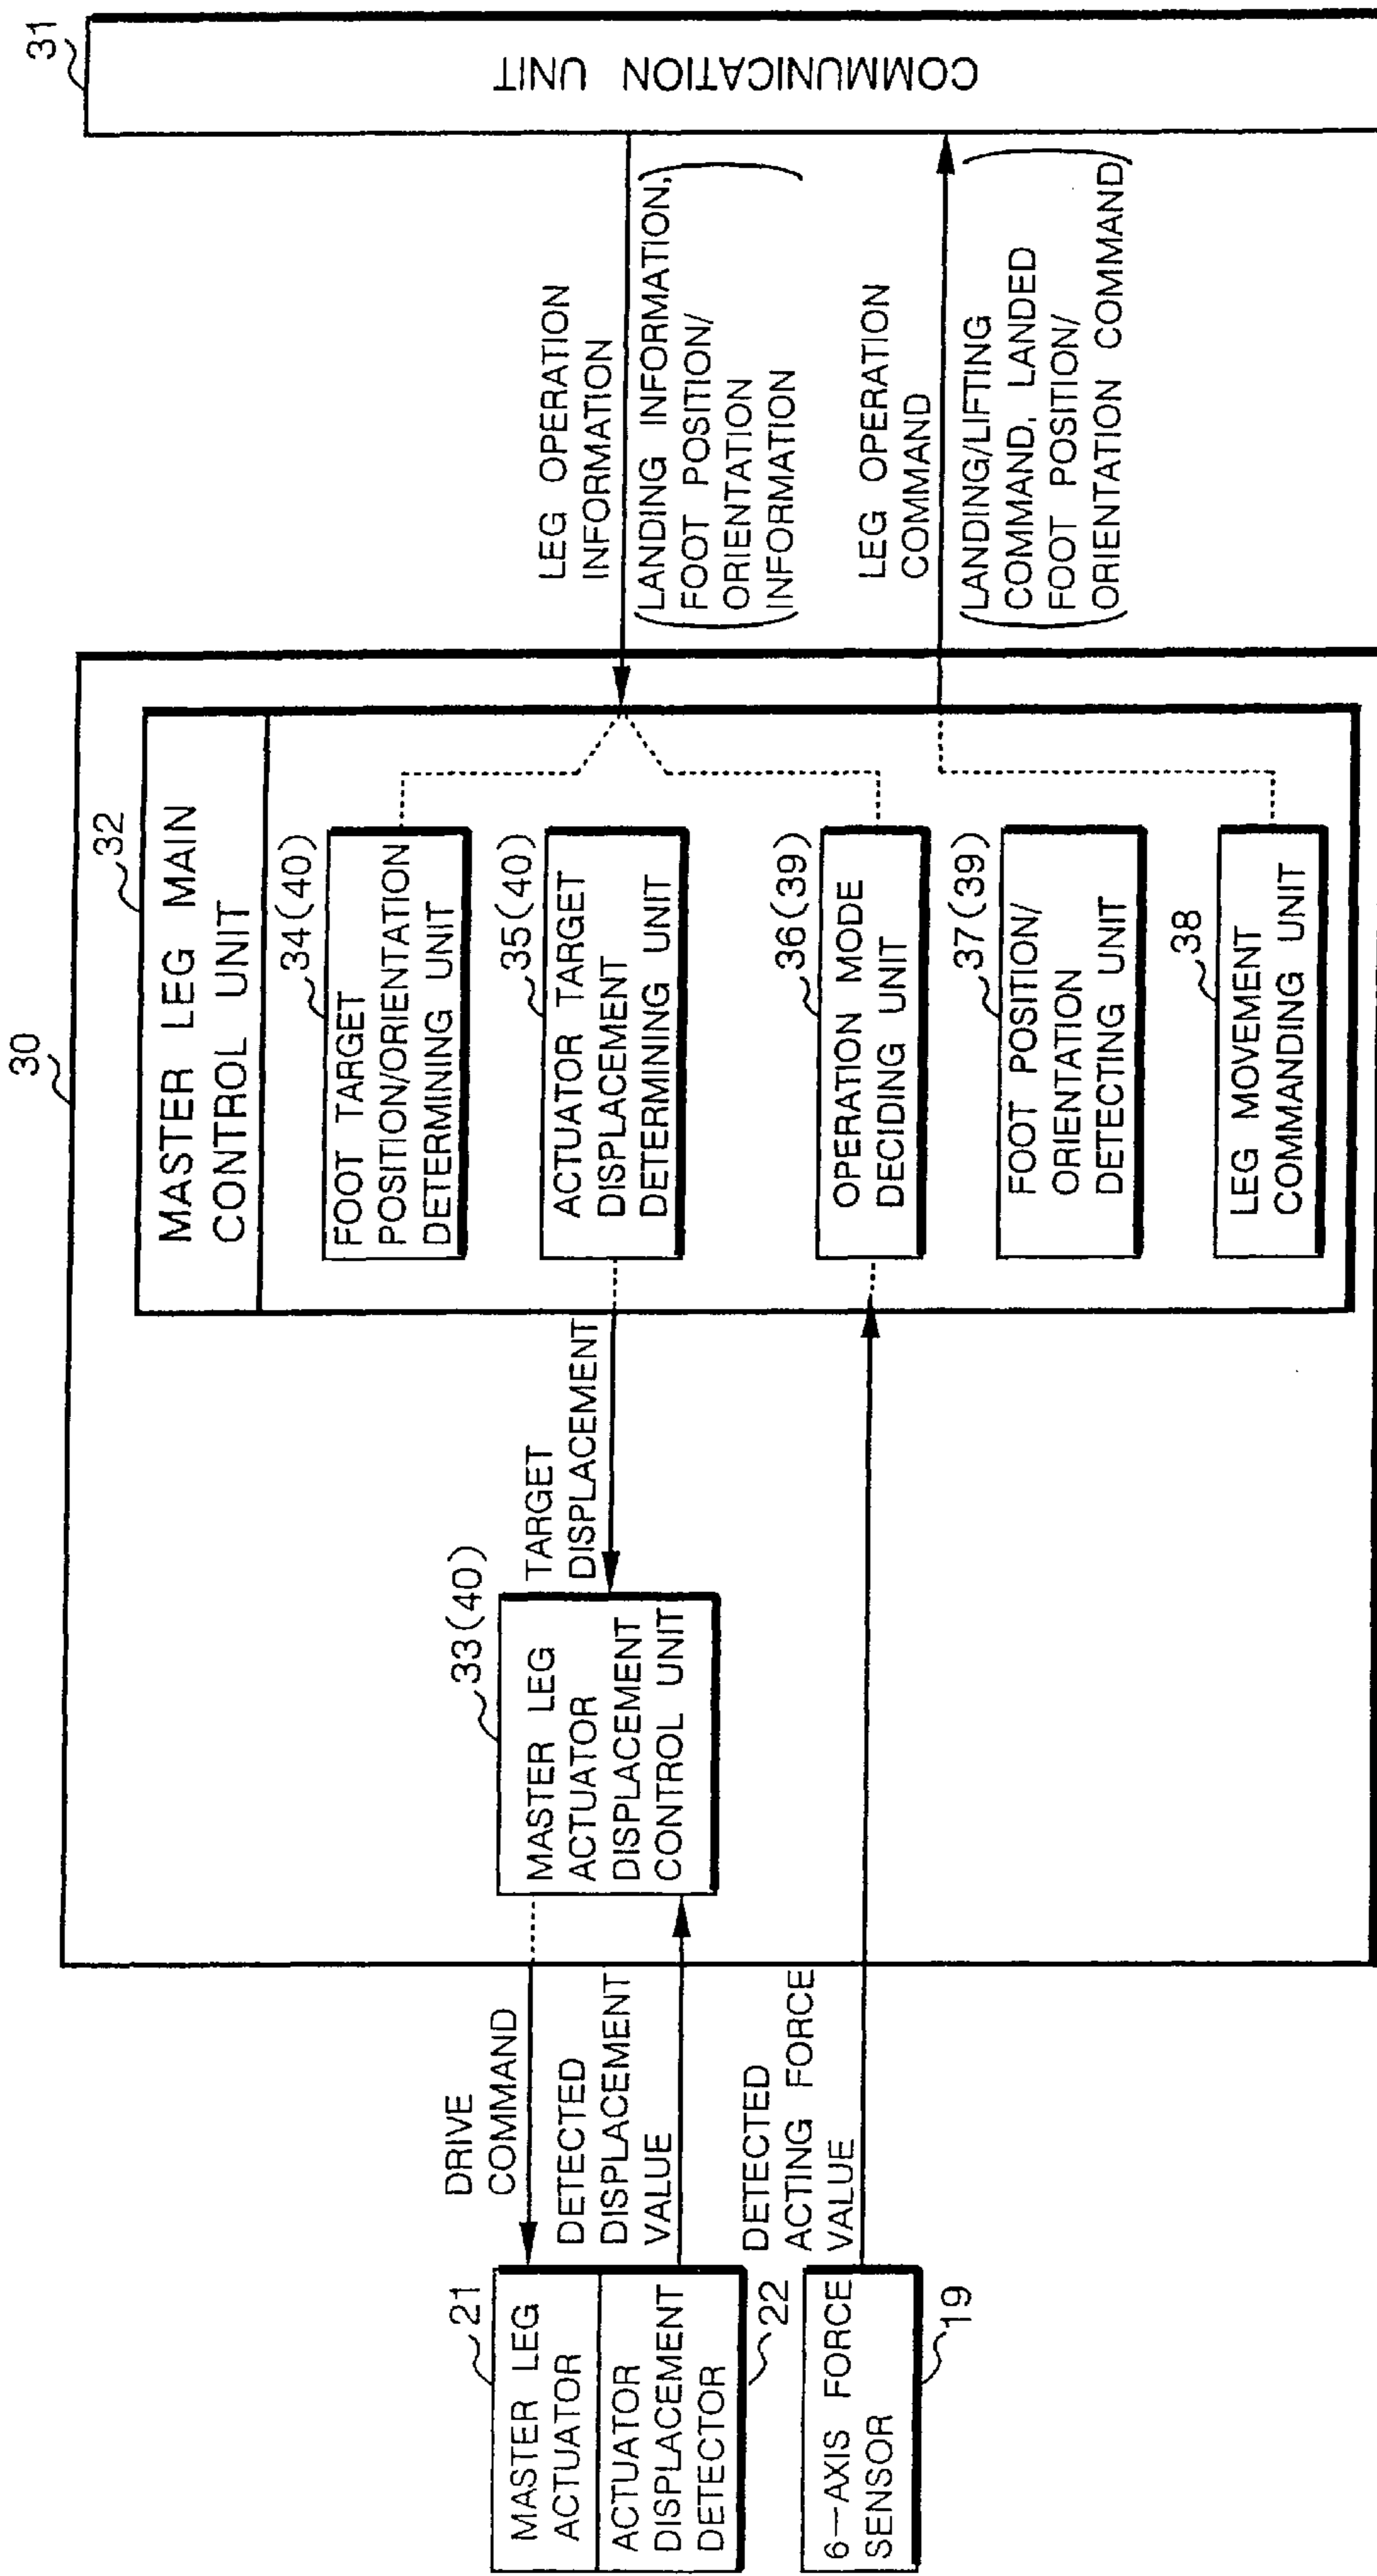 30
31
COMMUNICATION UNIT
32
MASTER LEG MAIN
CONTROL UNIT
34(40)
FOOT TARGET
POSITION/ORIENTATION
DETERMINING UNIT
35(40)
ACTUATOR TARGET
DISPLACEMENT
DETERMINING UNIT
36(39)
OPERATION MODE
DECIDING UNIT
37(39)
FOOT POSITION/
ORIENTATION
DETECTING UNIT
38
LEG MOVEMENT
COMMANDING UNIT
LEG OPERATION
INFORMATION
(LANDING INFORMATION,
FOOT POSITION/
ORIENTATION
INFORMATION)
LEG OPERATION
COMMAND
(LANDING/LIFTING
COMMAND, LANDED
FOOT POSITION/
ORIENTATION COMMAND)
TARGET
DISPLACEMENT
33(40)
MASTER LEG
ACTUATOR
DISPLACEMENT
CONTROL UNIT
DRIVE
COMMAND
DETECTED
DISPLACEMENT
VALUE
DETECTED
ACTING FORCE
VALUE
21
MASTER LEG
ACTUATOR
ACTUATOR
DISPLACEMENT
DETECTOR
22
6-AXIS FORCE
SENSOR
19